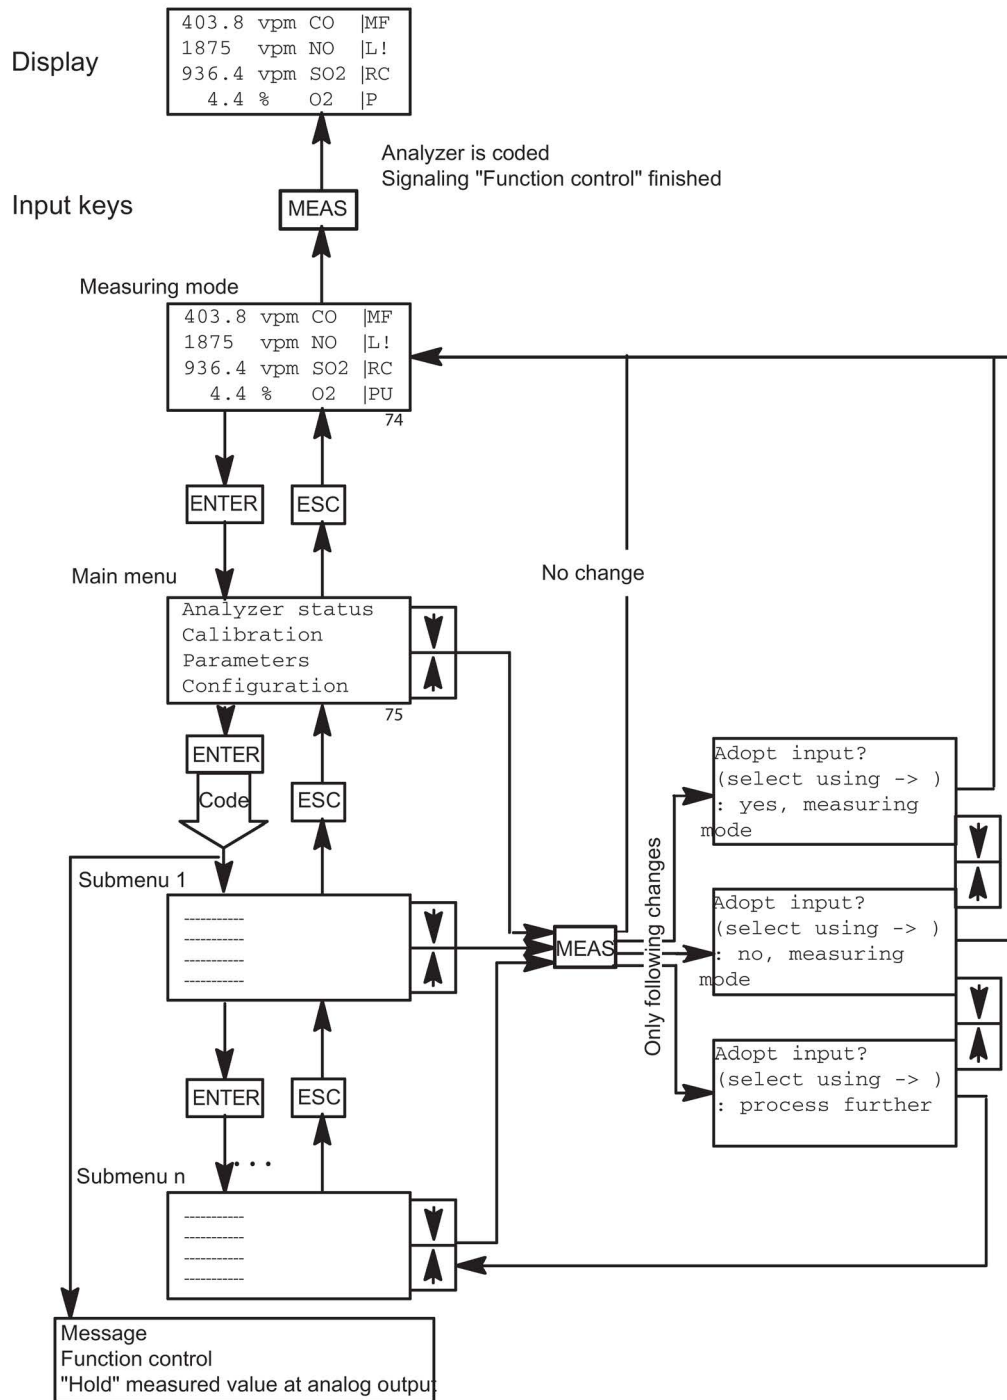 Display
403.8 vpm CO |MF
1875 vpm NO |L!
936.4 vpm SO2 |RC
4.4 % O2 |P
Analyzer is coded
Signaling "Function control" finished
Input keys
MEAS
Measuring mode
403.8 vpm CO |MF
1875 vpm NO |L!
936.4 vpm SO2 |RC
4.4 % O2 |PU
74
ENTER
ESC
Main menu
No change
Analyzer status
Calibration
Parameters
Configuration
75
ENTER
Code
ESC
Submenu 1
-----------
-----------
-----------
-----------
MEAS
Only following changes
Adopt input?
(select using -> )
: yes, measuring
mode
Adopt input?
(select using -> )
: no, measuring
mode
Adopt input?
(select using -> )
: process further
ENTER
ESC
Submenu n
. . .
-----------
-----------
-----------
-----------
Message
Function control
"Hold" measured value at analog output